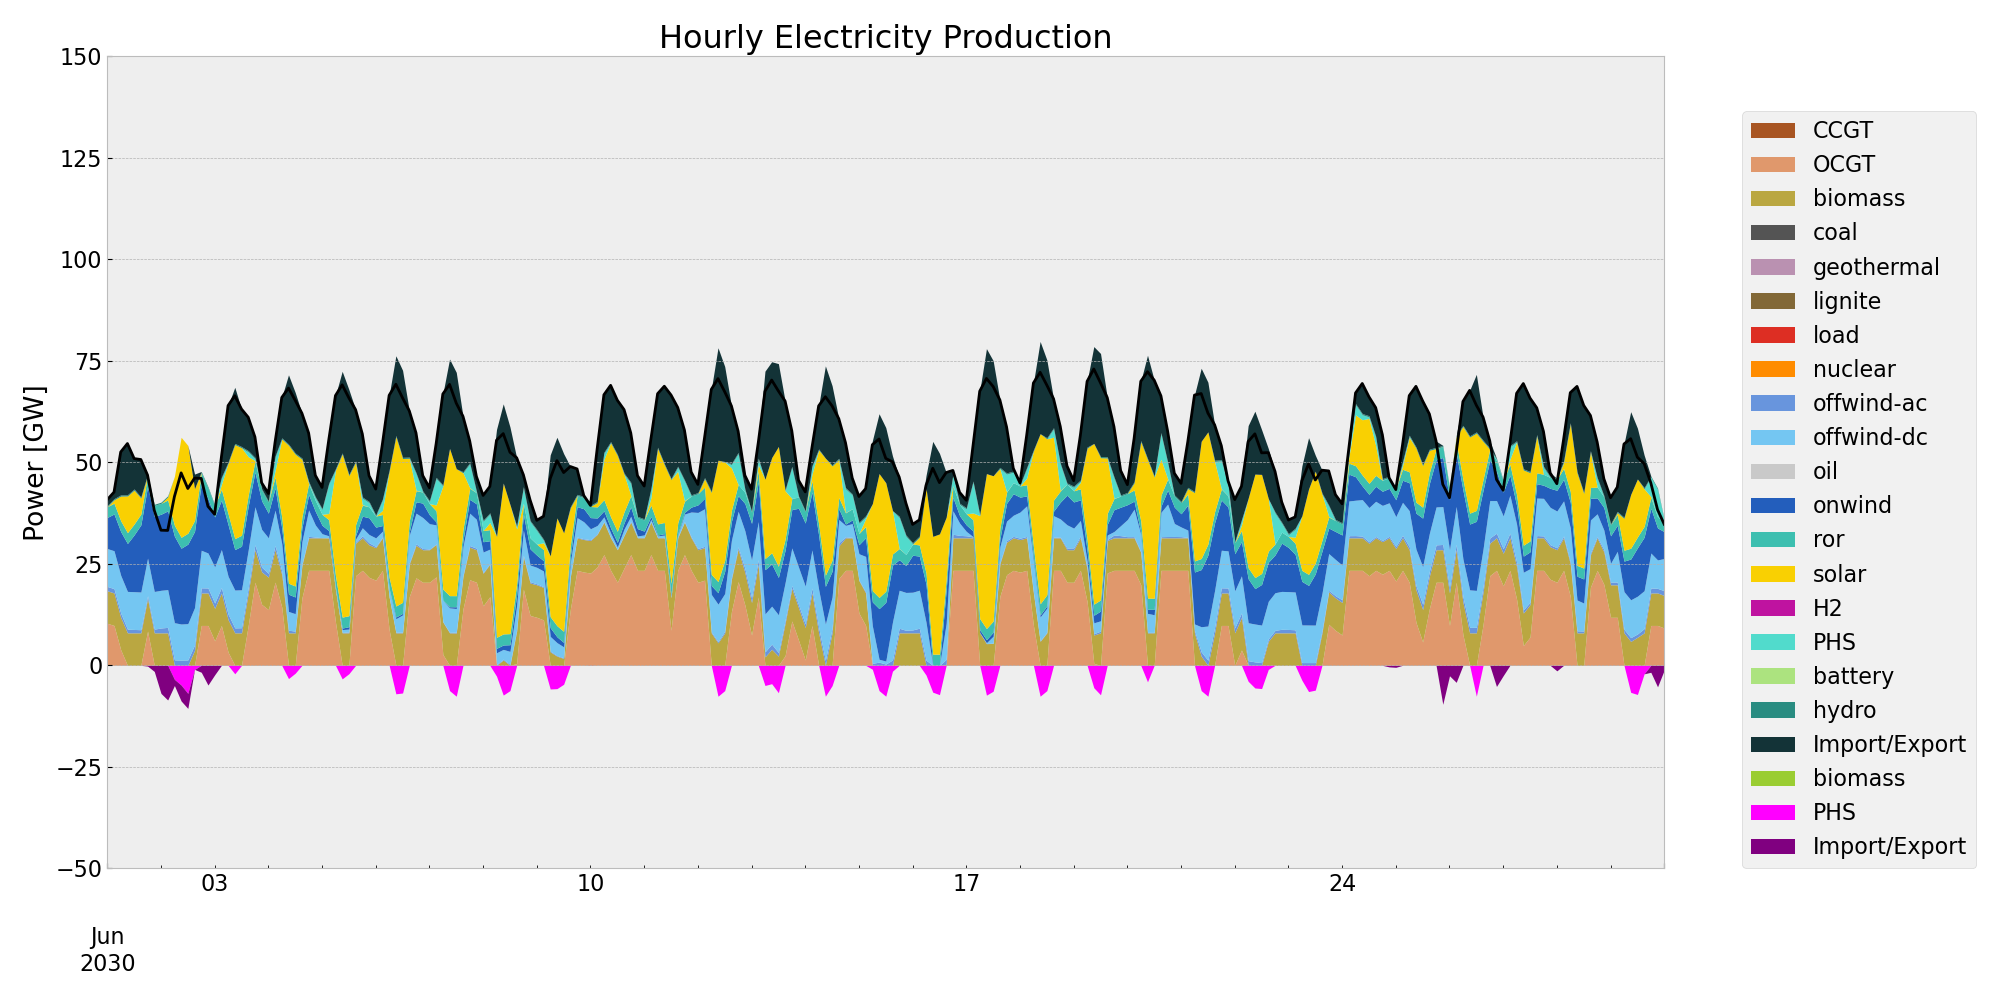 Hourly Electricity Production
150
125
100
75
50
25
0
−25
−50
Power [GW]
03
10
17
24
Jun
2030
CCGT
OCGT
biomass
coal
geothermal
lignite
load
nuclear
offwind-ac
offwind-dc
oil
onwind
ror
solar
H2
PHS
battery
hydro
Import/Export
biomass
PHS
Import/Export